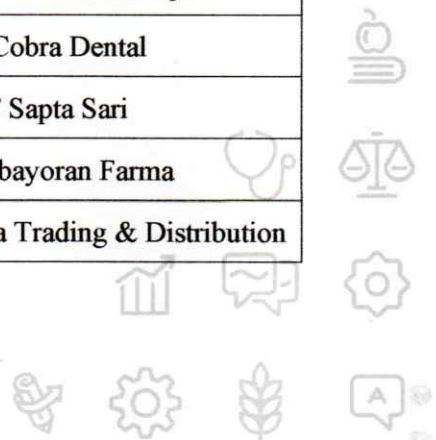 Cobra Dental
Sapta Sari
bayoran Farma
a Trading & Distribution
A